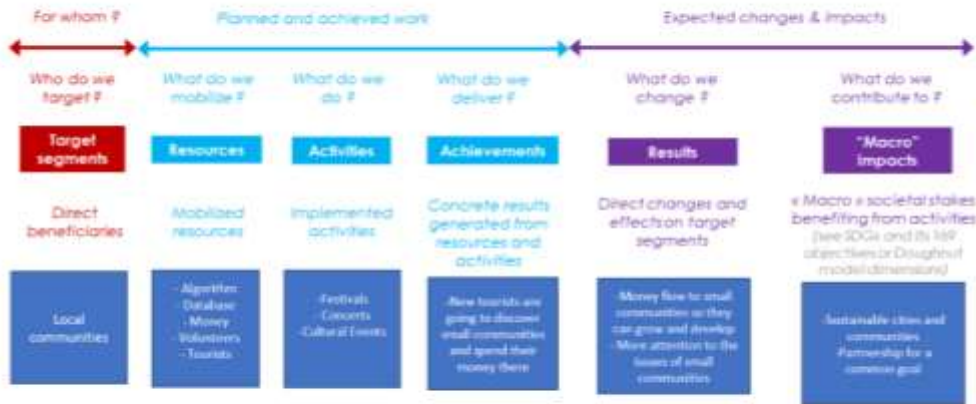 For whom ?
Planned and achieved work
Expected changes & impacts
Who do we
target ?
What do we
mobilize ?
What do we
do ?
What do we
deliver ?
What do we
change ?
What do we
contribute to ?
Target
segments
Resources
Activities
Achievements
Results
"Macro"
impacts
Direct
beneficiaries
Mobilized
resources
Implemented
activities
Concrete results
generated from
resources and
activities
Direct changes and
effects on target
segments
« Macro » societal stakes
benefiting from activities
(see SDGs and its 169
objectives or Doughnut
model dimensions)
Local
communities
- Algorithm
- Database
- Money
- Volunteers
- Tourists
-Festivals
- Concerts
-Cultural Events
-New tourists are
going to discover
small communities
and spend their
money there
-Money flow to small
communities so they
can grow and develop
-More attention to the
issues of small
communities
-Sustainable cities and
communities
-Partnership for a
common goal